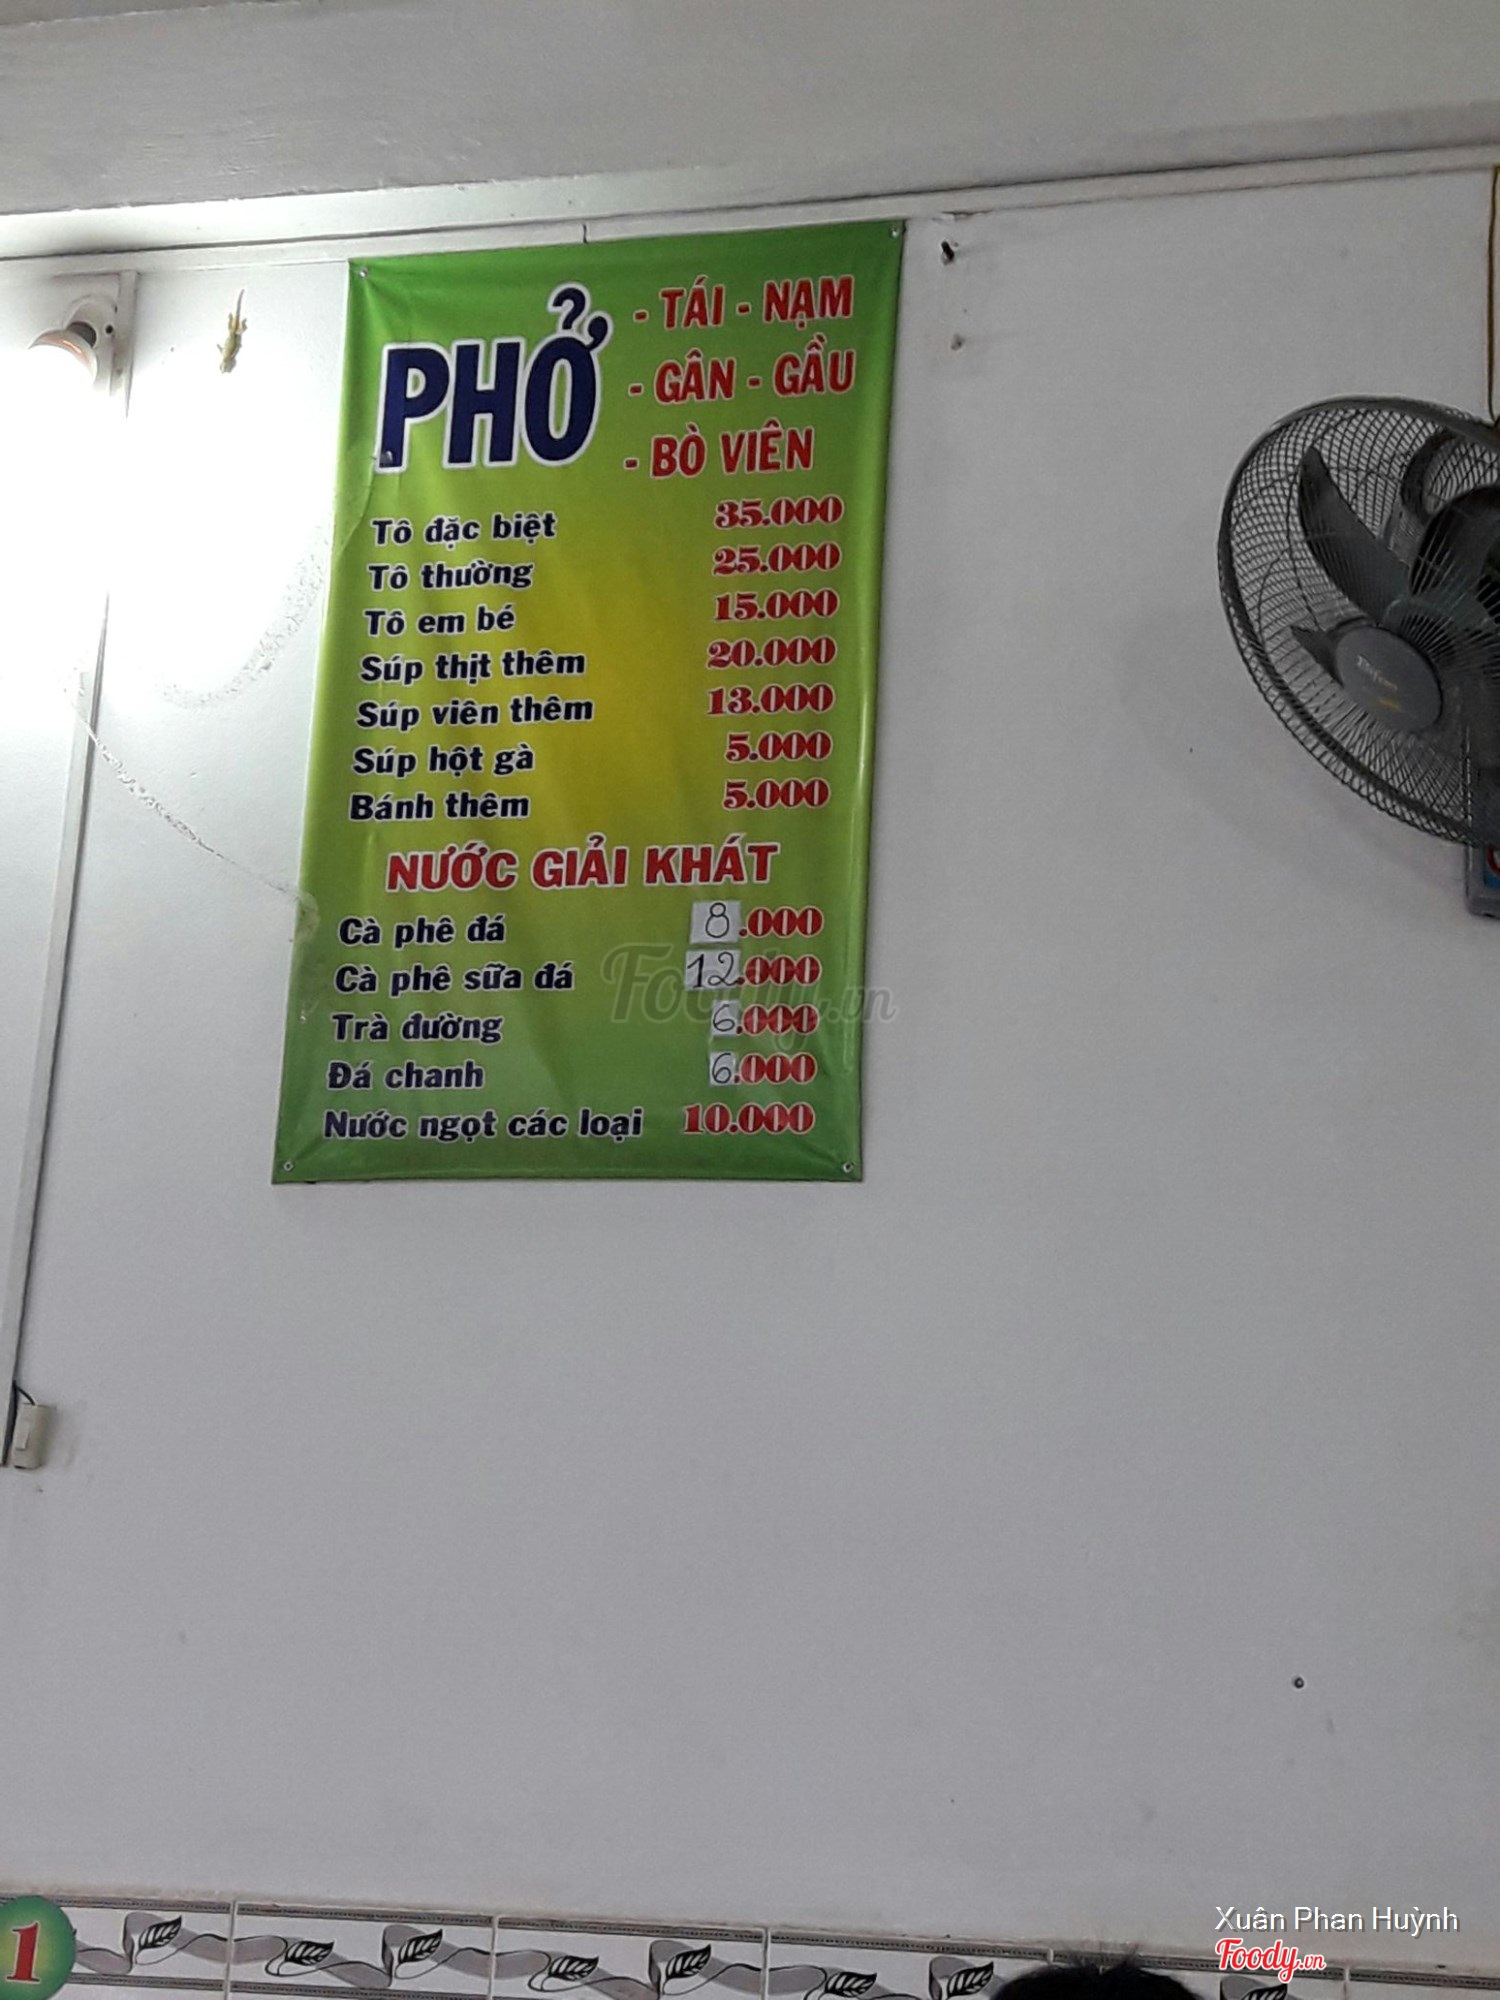 PHỞ
- TÁI - NẠM
- GÂN - GẦU
- BÒ VIÊN
Tô đặc biệt 35.000
Tô thường 25.000
Tô em bé 15.000
Súp thịt thêm 20.000
Súp viên thêm 13.000
Súp hột gà 5.000
Bánh thêm 5.000
NƯỚC GIẢI KHÁT
Cà phê đá 8.000
Cà phê sữa đá 12.000
Trà đường 6.000
Đá chanh 6.000
Nước ngọt các loại 10.000
Foody.vn
1
Xuân Phan Huỳnh
Foody.vn